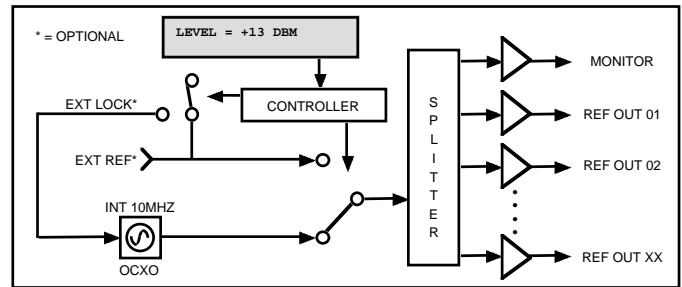 * = OPTIONAL
LEVEL = +13 DBM
CONTROLLER
EXT LOCK*
EXT REF*
INT 10MHZ
OCXO
SPLITTER
MONITOR
REF OUT 01
REF OUT 02
REF OUT XX